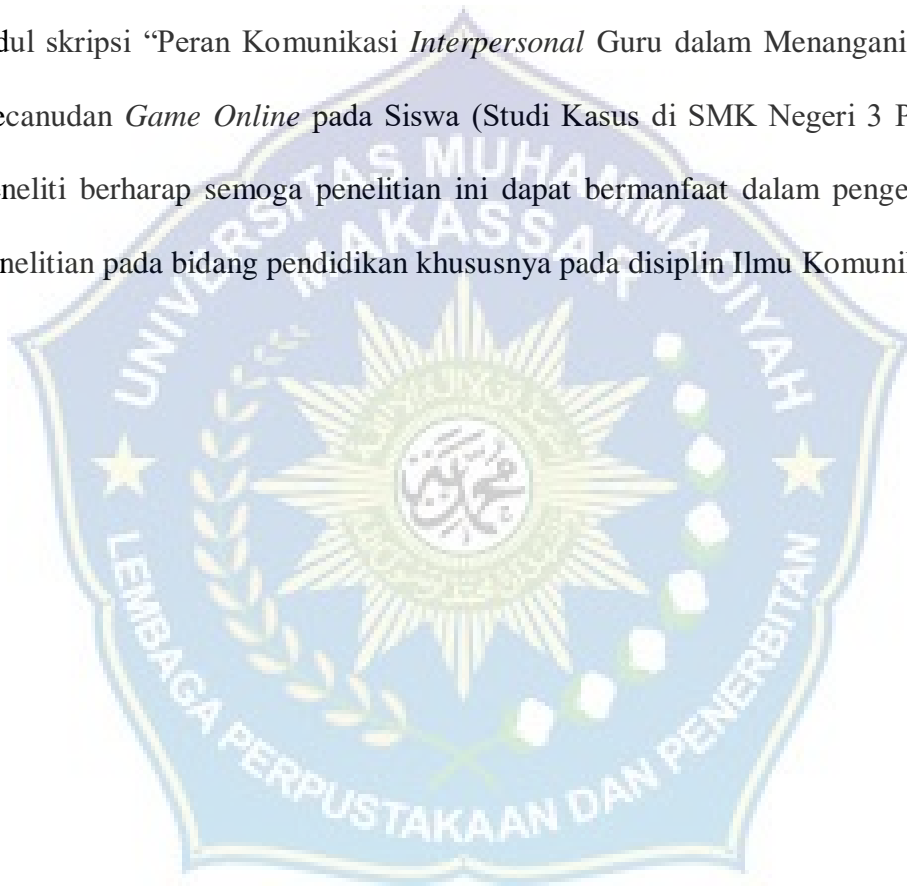 dul skripsi “Peran Komunikasi Interpersonal Guru dalam Menangani
ecanudan Game Online pada Siswa (Studi Kasus di SMK Negeri 3 P
neliti berharap semoga penelitian ini dapat bermanfaat dalam penge
nelitian pada bidang pendidikan khususnya pada disiplin Ilmu Komuni
UNIVERSITAS MUHAMMADIYAH
MAKASSAR
محمدية
LEMBAGA PERPUSTAKAAN DAN PENERBITAN